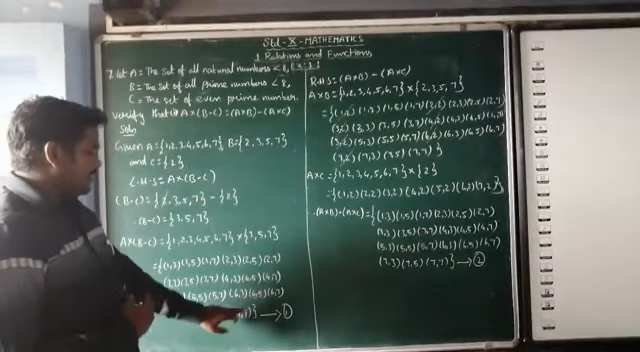 Std-X-MATHEMATICS
1 Relations and Functions
7. Let A = The set of all natural numbers < 8,
B = The set of all prime numbers < 8,
C = The set of even prime number.
Verify that A×(B-C)=(A×B)-(A×C)
Soln
Given A={1,2,3,4,5,6,7} B={2,3,5,7}
and C={2}
L.H.S = A×(B-C)
(B-C) = {2,3,5,7} - {2}
(B-C) = {3,5,7}
A×(B-C) = {1,2,3,4,5,6,7} × {3,5,7}
= {(1,3)(1,5)(1,7)(2,3)(2,5)(2,7)
(3,3)(3,5)(3,7)(4,3)(4,5)(4,7)
(5,5)(5,7)(6,3)(6,5)(6,7)
)} → ①
R.H.S = (A×B) - (A×C)
A×B = {1,2,3,4,5,6,7} × {2,3,5,7}
= {(1,2)(1,3)(1,5)(1,7)(2,2)(2,3)(2,5)(2,7)
(3,2)(3,3)(3,5)(3,7)(4,2)(4,3)(4,5)(4,7)
(5,2)(5,3)(5,5)(5,7)(6,2)(6,3)(6,5)(6,7)
(7,2)(7,3)(7,5)(7,7)}
A×C = {1,2,3,4,5,6,7} × {2}
= {(1,2)(2,2)(3,2)(4,2)(5,2)(6,2)(7,2)}
∴(A×B)-(A×C) = {(1,3)(1,5)(1,7)(2,3)(2,5)(2,7)
(3,3)(3,5)(3,7)(4,3)(4,5)(4,7)
(5,3)(5,5)(5,7)(6,3)(6,5)(6,7)
(7,3)(7,5)(7,7)} → ②